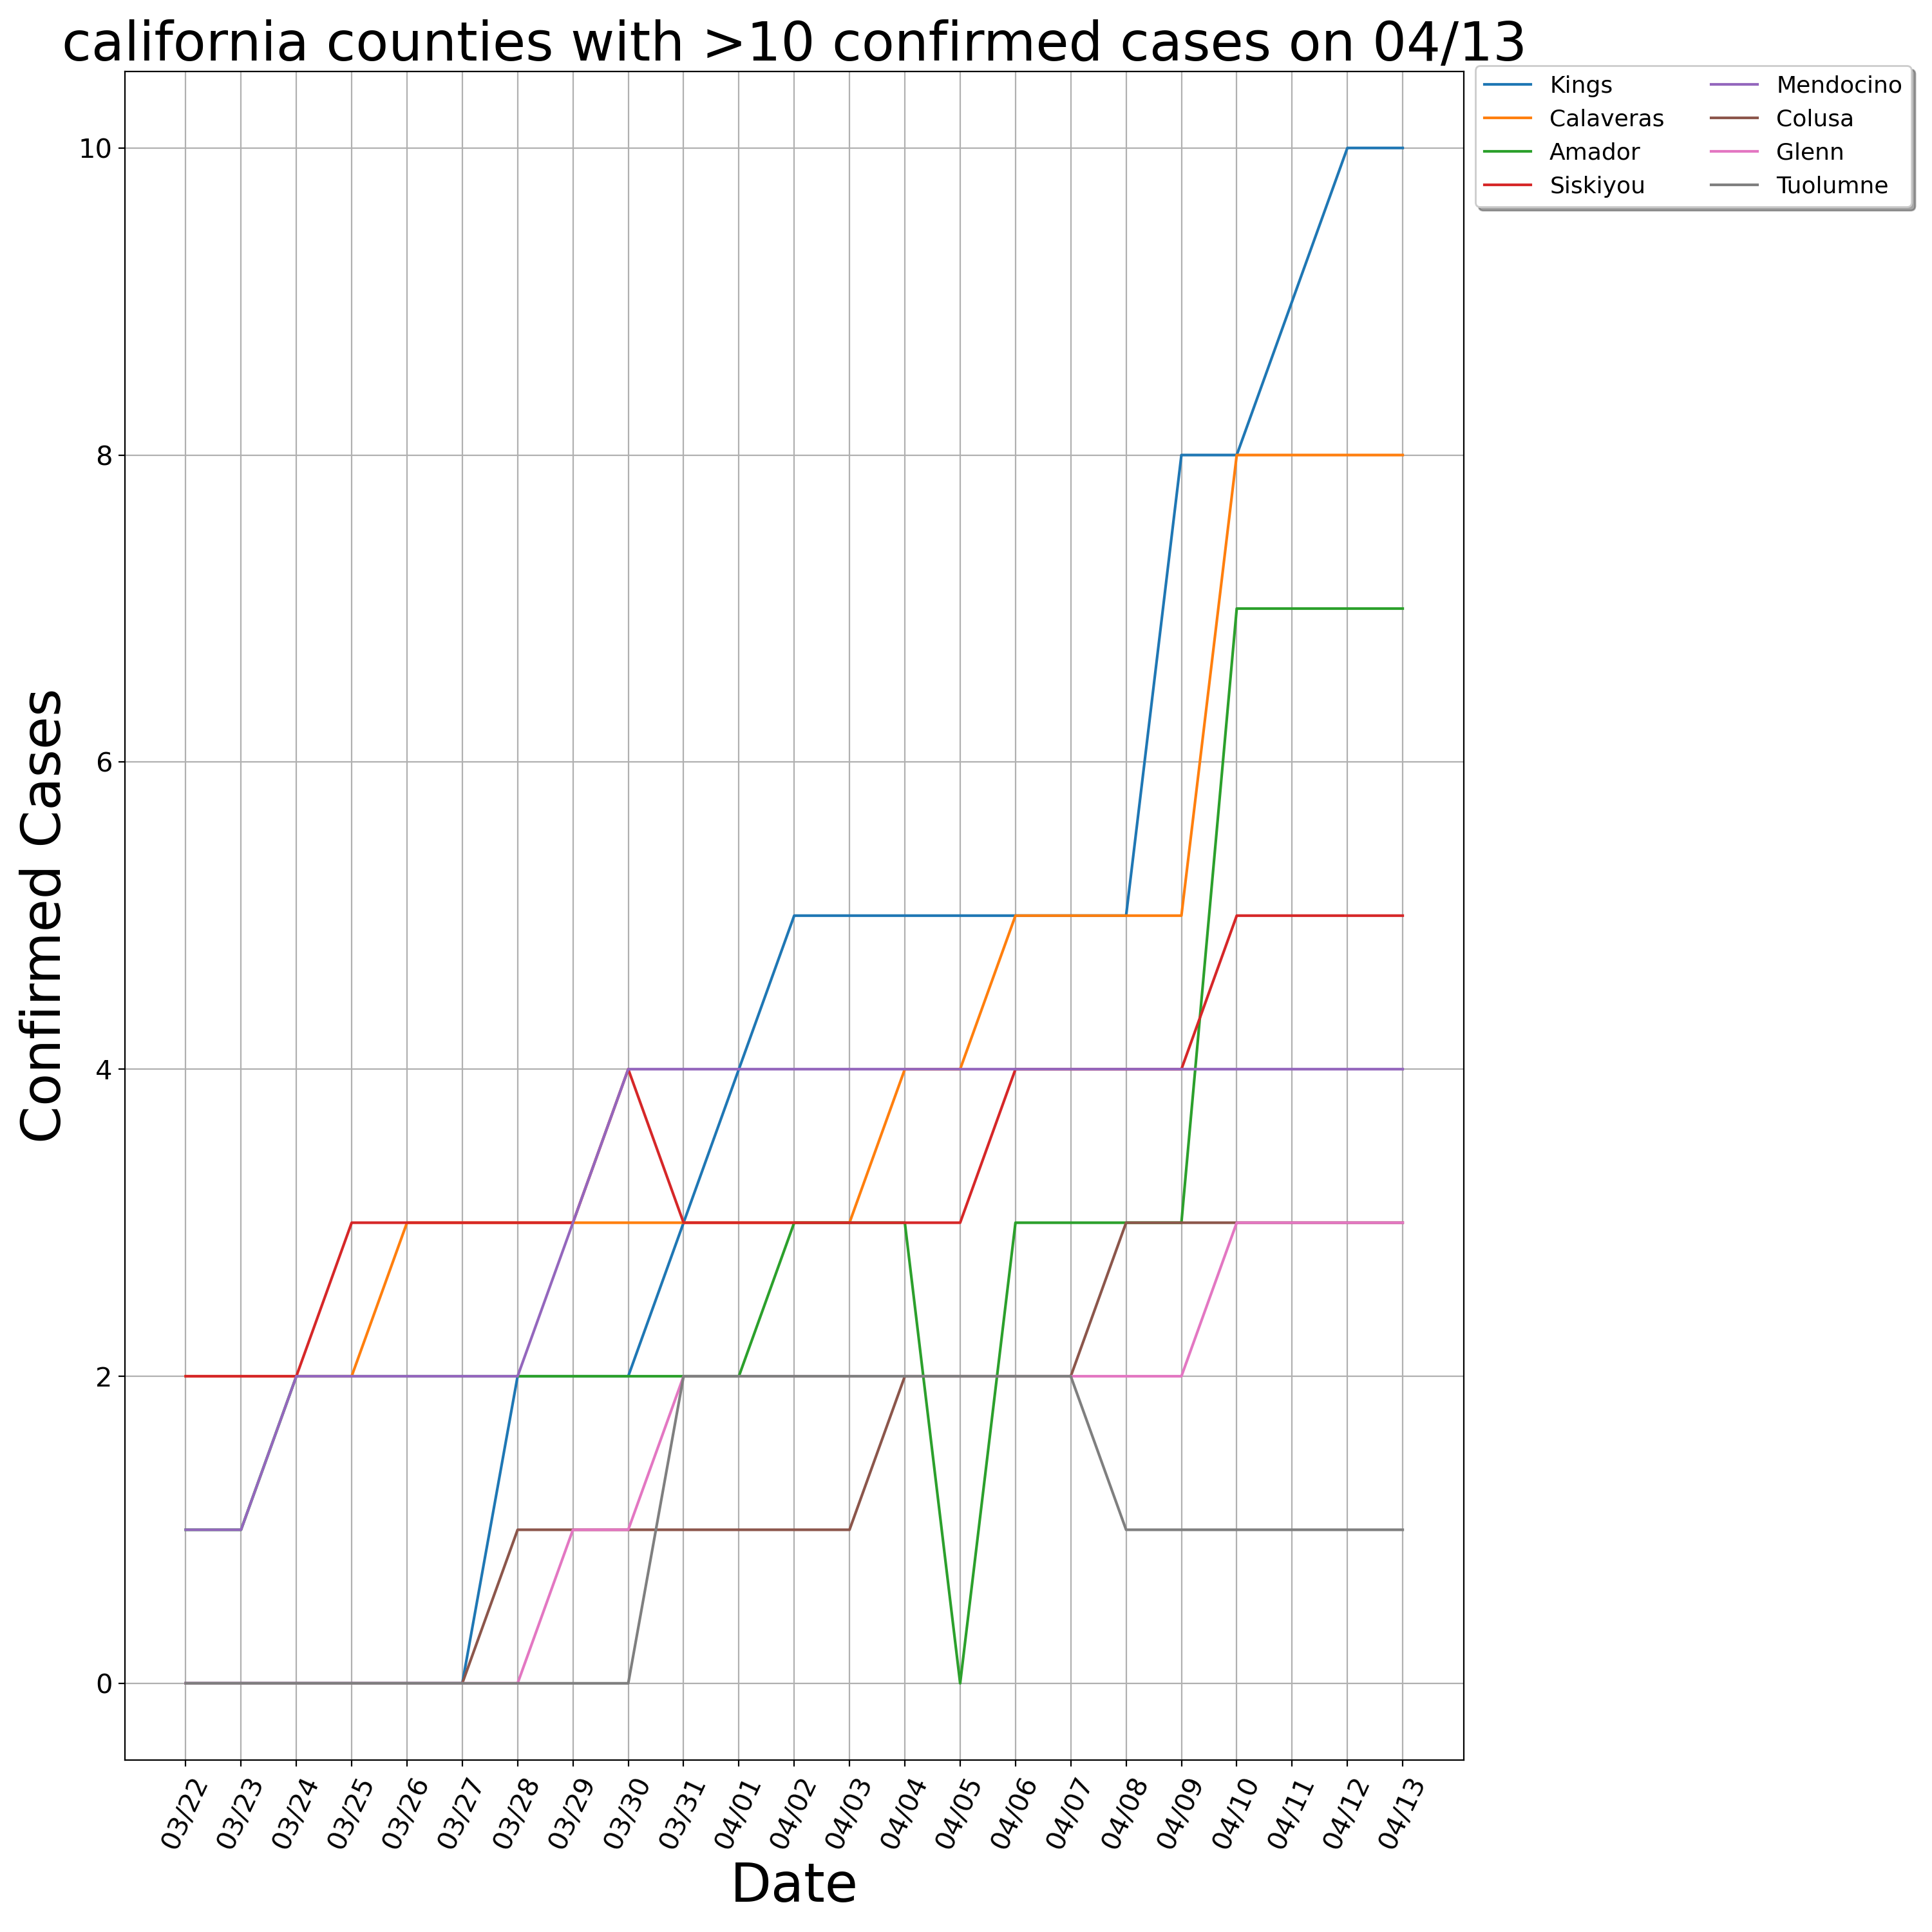 california counties with >10 confirmed cases on 04/13
Kings
Calaveras
Amador
Siskiyou
Mendocino
Colusa
Glenn
Tuolumne
Confirmed Cases
10
8
6
4
2
0
03/22
03/23
03/24
03/25
03/26
03/27
03/28
03/29
03/30
03/31
04/01
04/02
04/03
04/04
04/05
04/06
04/07
04/08
04/09
04/10
04/11
04/12
04/13
Date